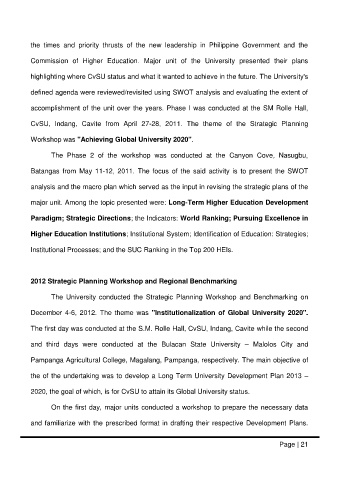 the times and priority thrusts of the new leadership in Philippine Government and the
Commission of Higher Education. Major unit of the University presented their plans
highlighting where CvSU status and what it wanted to achieve in the future. The University's
defined agenda were reviewed/revisited using SWOT analysis and evaluating the extent of
accomplishment of the unit over the years. Phase I was conducted at the SM Rolle Hall,
CvSU, Indang, Cavite from April 27-28, 2011. The theme of the Strategic Planning
Workshop was "Achieving Global University 2020".
The Phase 2 of the workshop was conducted at the Canyon Cove, Nasugbu,
Batangas from May 11-12, 2011. The focus of the said activity is to present the SWOT
analysis and the macro plan which served as the input in revising the strategic plans of the
major unit. Among the topic presented were: Long-Term Higher Education Development
Paradigm; Strategic Directions; the Indicators: World Ranking; Pursuing Excellence in
Higher Education Institutions; Institutional System; Identification of Education: Strategies;
Institutional Processes; and the SUC Ranking in the Top 200 HEIs.
2012 Strategic Planning Workshop and Regional Benchmarking
The University conducted the Strategic Planning Workshop and Benchmarking on
December 4-6, 2012. The theme was "Institutionalization of Global University 2020".
The first day was conducted at the S.M. Rolle Hall, CvSU, Indang, Cavite while the second
and third days were conducted at the Bulacan State University – Malolos City and
Pampanga Agricultural College, Magalang, Pampanga, respectively. The main objective of
the of the undertaking was to develop a Long Term University Development Plan 2013 –
2020, the goal of which, is for CvSU to attain its Global University status.
On the first day, major units conducted a workshop to prepare the necessary data
and familiarize with the prescribed format in drafting their respective Development Plans.
Page | 21